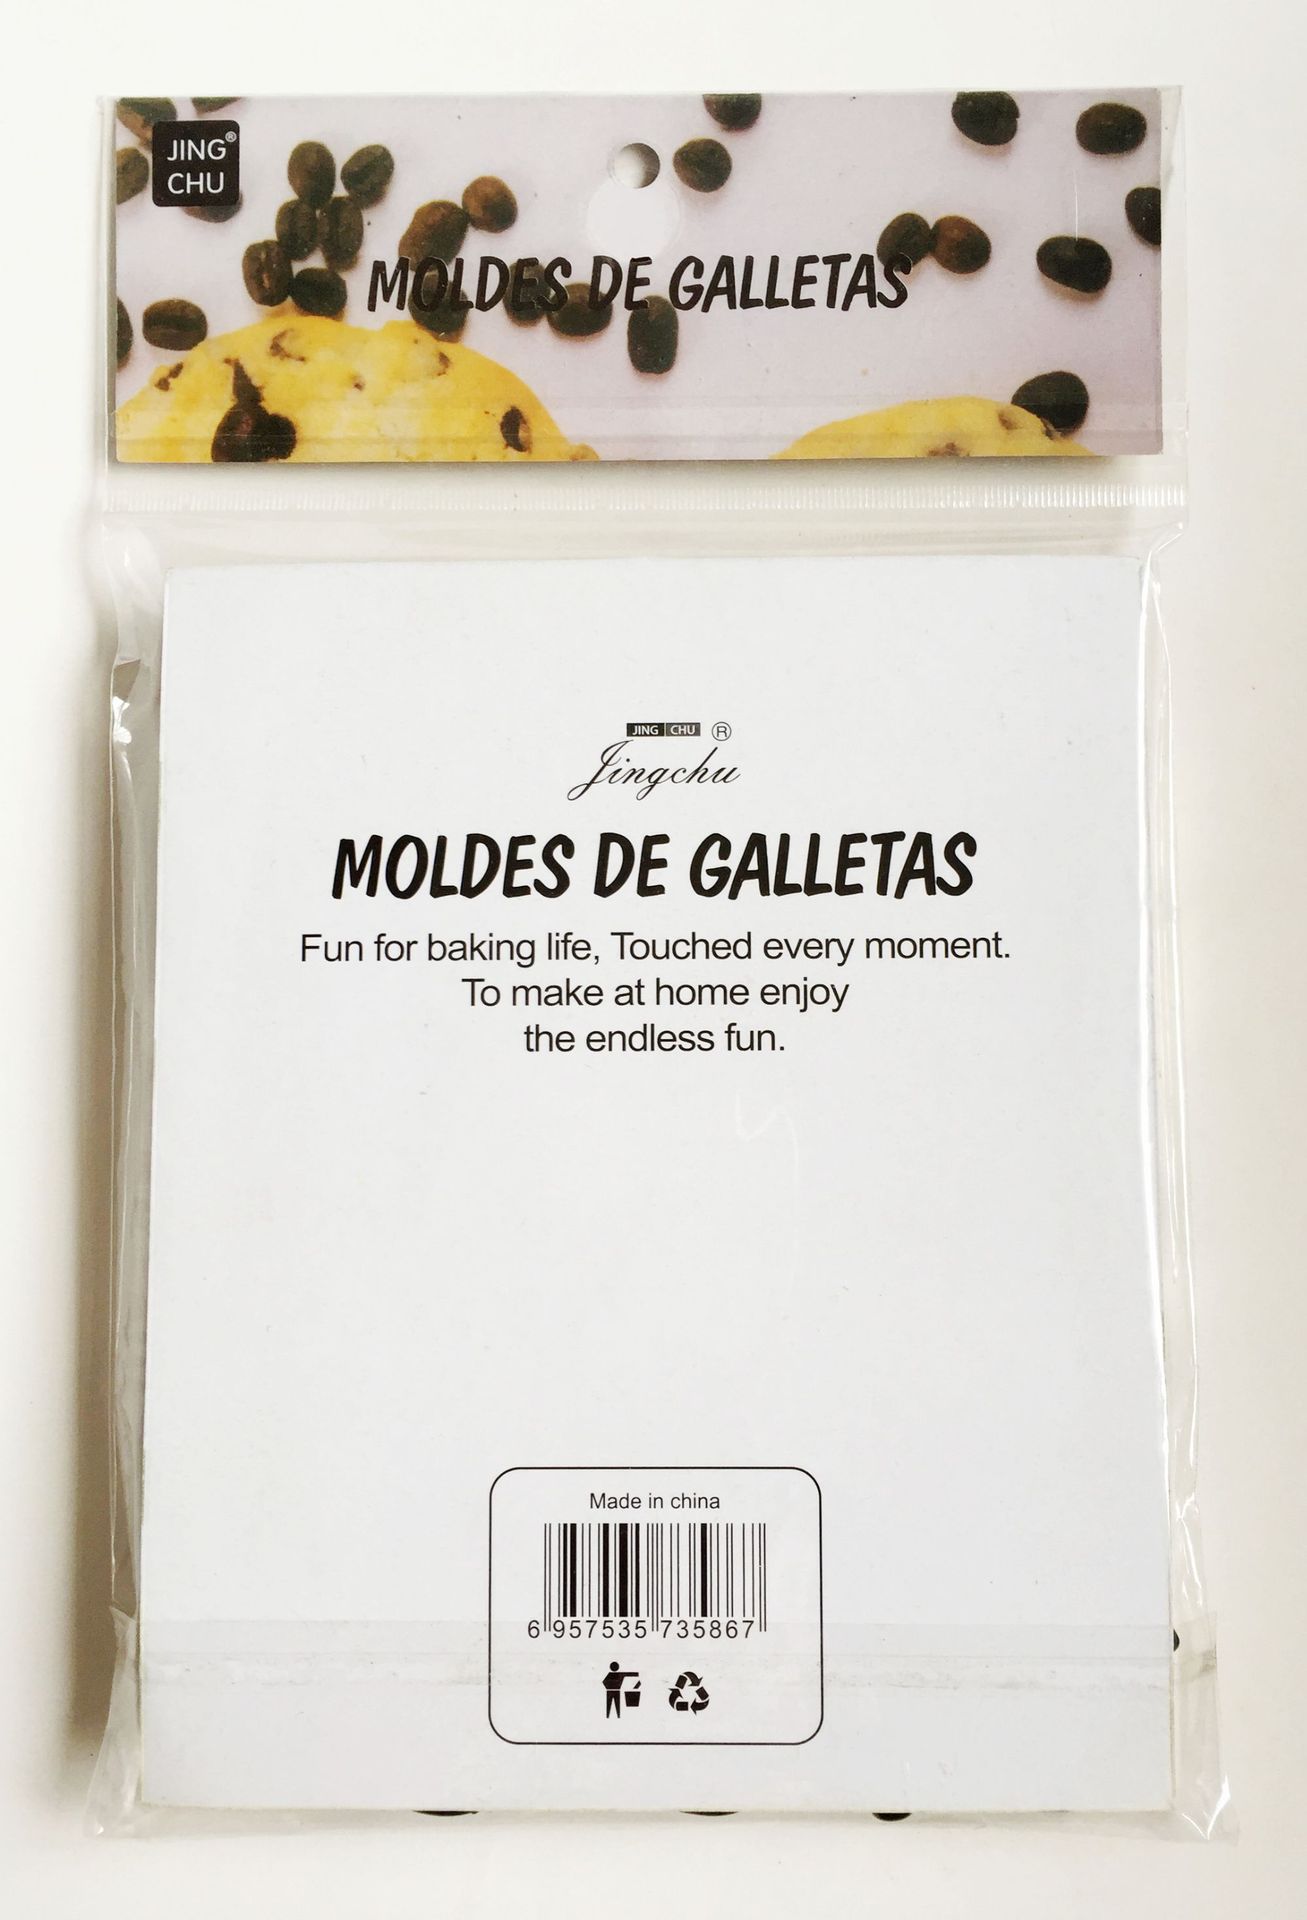 JING®
CHU
MOLDES DE GALLETAS
JING CHU ®
Jingchu
MOLDES DE GALLETAS
Fun for baking life, Touched every moment.
To make at home enjoy
the endless fun.
Made in china
6 957535 735867